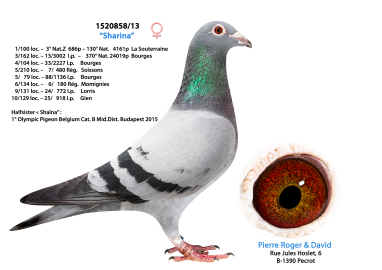 1520858/13
"Sharina"
1/100 loc. – 3° Nat.Z 686p – 130° Nat. 4161p La Souterraine
3/162 loc. – 13/3002 I.p. – 370° Nat. 24019p Bourges
4/104 loc. – 33/2227 I.p. Bourges
5/210 loc. – 7/ 480 Rég. Soissons
5/ 79 loc. – 88/1136 I.p. Bourges
6/134 loc. – 6/ 180 Rég. Momignies
9/131 loc. – 24/ 772 I.p. Lorris
10/129 loc. – 25/ 918 I.p. Gien
Halfsister < Shaina" :
1° Olympic Pigeon Belgium Cat. B Mid.Dist. Budapest 2015
Pierre Roger & David
Rue Jules Hoslet, 6
B-1390 Pecrot